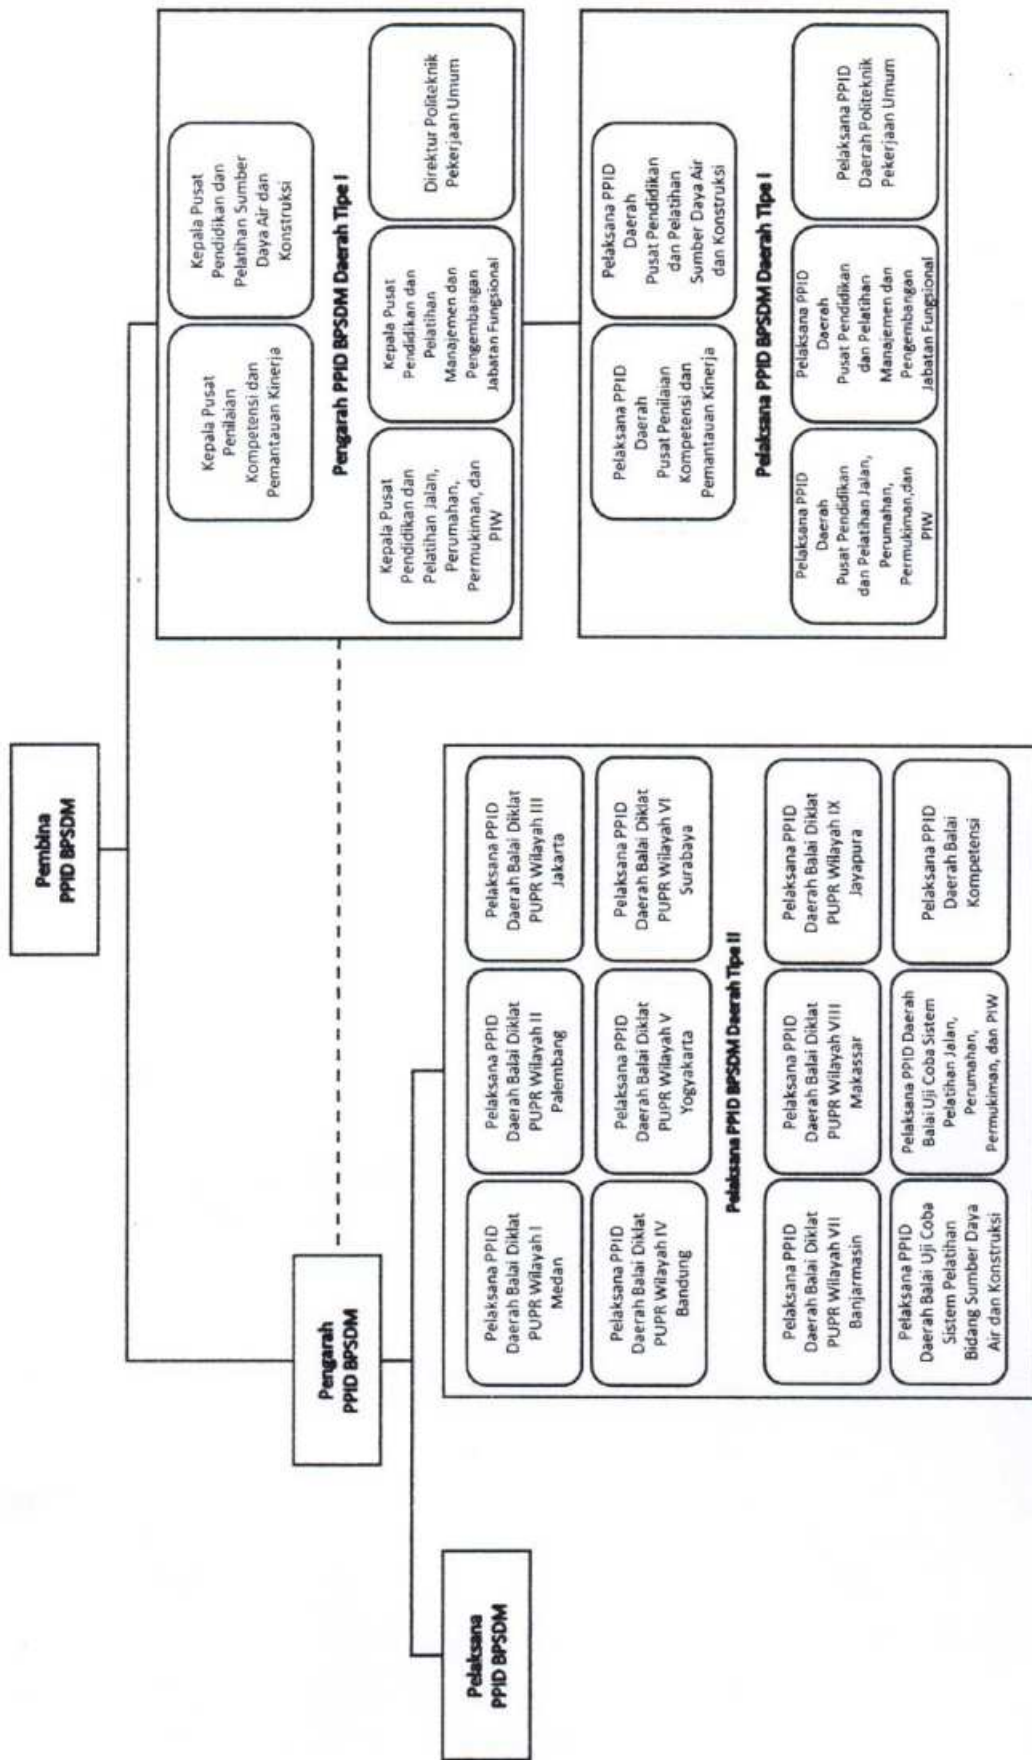 Pembina
PPID BPSDM
Pengarah
PPID BPSDM
Pelaksana
PPID BPSDM
Pelaksana PPID
Daerah Balai Diklat
PUPR Wilayah I
Medan
Pelaksana PPID
Daerah Balai Diklat
PUPR Wilayah II
Palembang
Pelaksana PPID
Daerah Balai Diklat
PUPR Wilayah III
Jakarta
Pelaksana PPID
Daerah Balai Diklat
PUPR Wilayah IV
Bandung
Pelaksana PPID
Daerah Balai Diklat
PUPR Wilayah V
Yogyakarta
Pelaksana PPID
Daerah Balai Diklat
PUPR Wilayah VI
Surabaya
Pelaksana PPID BPSDM Daerah Tipe II
Pelaksana PPID
Daerah Balai Diklat
PUPR Wilayah VII
Banjarmasin
Pelaksana PPID
Daerah Balai Diklat
PUPR Wilayah VIII
Makassar
Pelaksana PPID
Daerah Balai Diklat
PUPR Wilayah IX
Jayapura
Pelaksana PPID
Daerah Balai Uji Coba
Sistem Pelatihan
Bidang Sumber Daya
Air dan Konstruksi
Pelaksana PPID Daerah
Balai Uji Coba Sistem
Pelatihan Jalan,
Perumahan,
Permukiman, dan PIW
Pelaksana PPID
Daerah Balai
Kompetensi
Kepala Pusat
Penilaian
Kompetensi dan
Pemantauan Kinerja
Kepala Pusat
Pendidikan dan
Pelatihan Sumber
Daya Air dan
Konstruksi
Pengarah PPID BPSDM Daerah Tipe I
Kepala Pusat
Pendidikan dan
Pelatihan Jalan,
Perumahan,
Permukiman, dan
PIW
Kepala Pusat
Pendidikan dan
Pelatihan
Manajemen dan
Pengembangan
Jabatan Fungsional
Direktur Politeknik
Pekerjaan Umum
Pelaksana PPID
Daerah
Pusat Penilaian
Kompetensi dan
Pemantauan Kinerja
Pelaksana PPID
Daerah
Pusat Pendidikan
dan Pelatihan
Sumber Daya Air
dan Konstruksi
Pelaksana PPID BPSDM Daerah Tipe I
Pelaksana PPID
Daerah
Pusat Pendidikan
dan Pelatihan Jalan,
Perumahan,
Permukiman,dan
PIW
Pelaksana PPID
Daerah
Pusat Pendidikan
dan Pelatihan
Manajemen dan
Pengembangan
Jabatan Fungsional
Pelaksana PPID
Daerah Politeknik
Pekerjaan Umum